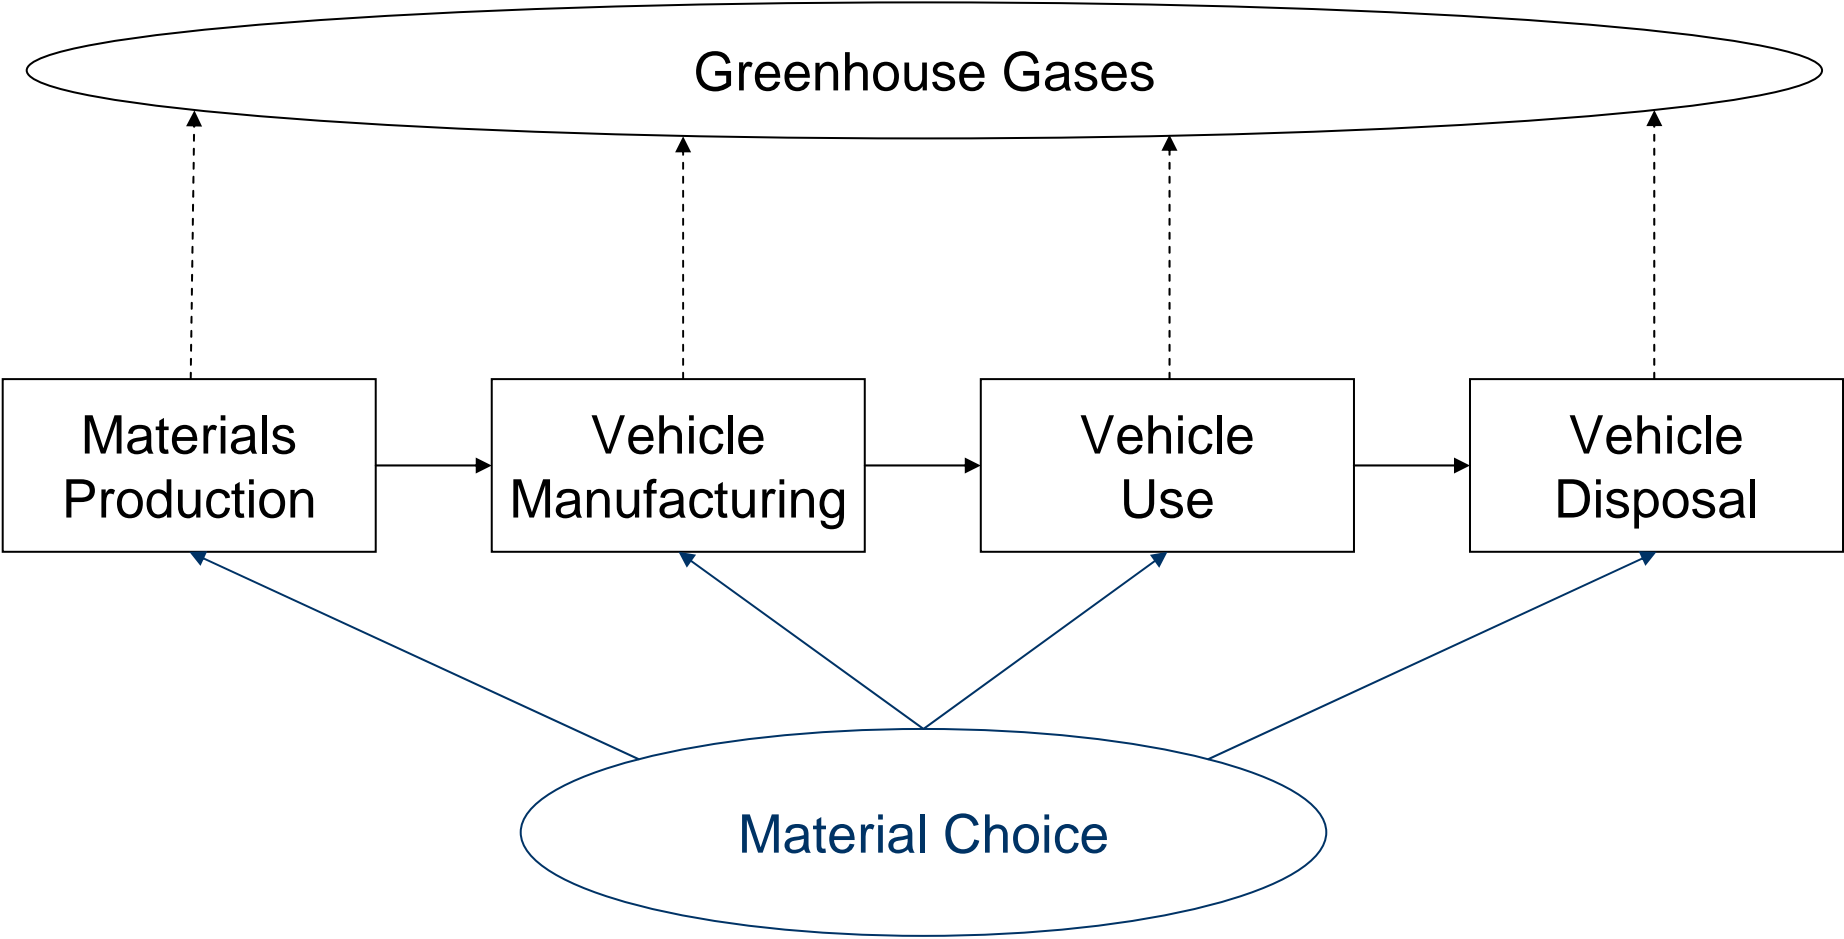 Greenhouse Gases
Materials
Production
Vehicle
Manufacturing
Vehicle
Use
Vehicle
Disposal
Material Choice